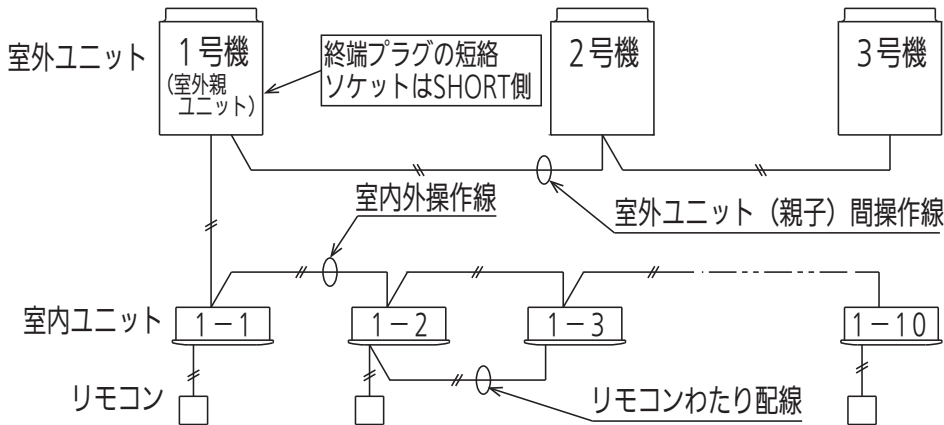 室外ユニット
1号機
(室外親
ユニット)
終端プラグの短絡
ソケットはSHORT側
2号機
3号機
室内外操作線
室外ユニット（親子）間操作線
室内ユニット
1－1
1－2
1－3
1－10
リモコン
リモコンわたり配線